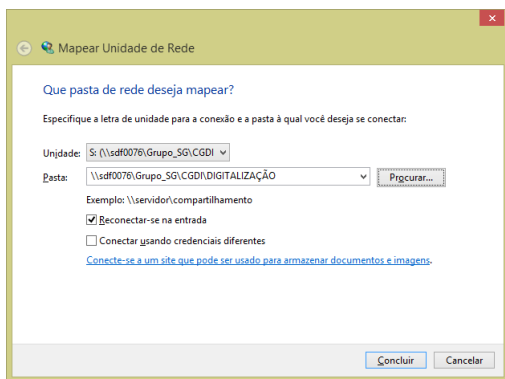 Mapear Unidade de Rede
Que pasta de rede deseja mapear?
Especifique a letra de unidade para a conexão e a pasta à qual você deseja se conectar:
Unidade: S: (\\sdf0076\Grupo_SG\CGDI
Pasta: \\sdf0076\Grupo_SG\CGDI\DIGITALIZAÇÃO Procurar...
Exemplo: \\servidor\compartilhamento
Reconectar-se na entrada
Conectar usando credenciais diferentes
Conecte-se a um site que pode ser usado para armazenar documentos e imagens.
Concluir Cancelar